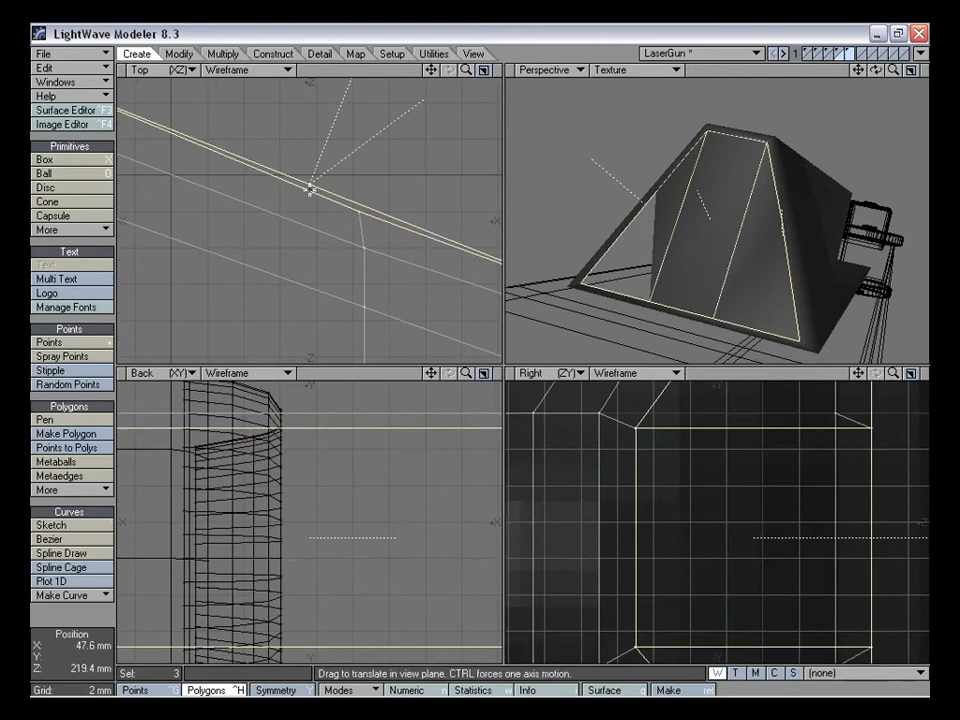 LightWave Modeler 8.3
File Create Modify Multiply Construct Detail Map Setup Utilities View LaserGun * 1
Edit Top (XZ) Wireframe Perspective Texture
Windows
Help
Surface Editor ^F3
Image Editor ^F4
Primitives
Box X
Ball O
Disc
Cone
Capsule
More
Text
Text
Multi Text
Logo
Manage Fonts
Points
Points +
Spray Points
Stipple
Random Points
Back (XY) Wireframe Right (ZY) Wireframe
Polygons
Pen
Make Polygon
Points to Polys
Metaballs
Metaedges
More
Curves
Sketch
Bezier
Spline Draw
Spline Cage
Plot 1D
Make Curve
Position
X: 47.6 mm
Y:
Z: 219.4 mm
Sel: 3 Drag to translate in view plane. CTRL forces one axis motion. W T M C S (none)
Grid: 2 mm Points ^G Polygons ^H Symmetry Y Modes Numeric n Statistics w Info i Surface q Make ret